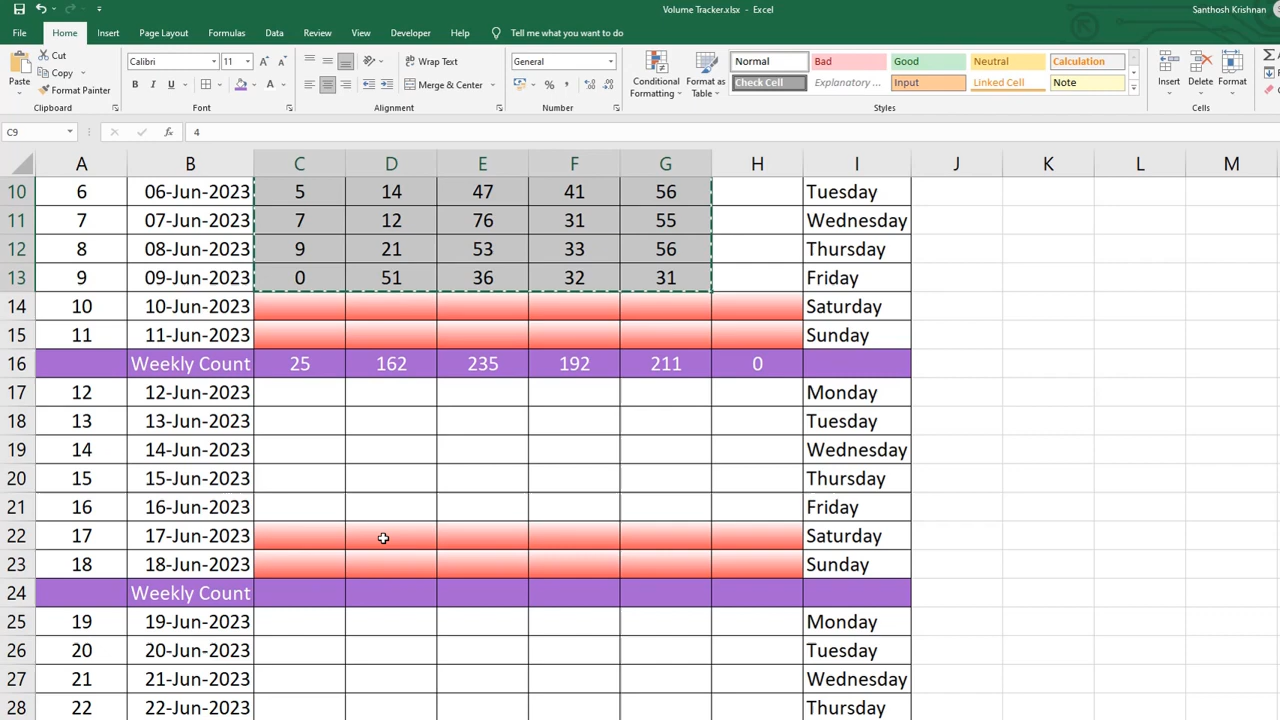 Volume Tracker.xlsx - Excel
Santhosh Krishnan
File Home Insert Page Layout Formulas Data Review View Developer Help Tell me what you want to do
Paste
Cut
Copy
Format Painter
Clipboard
Calibri 11
B I U
Font
Wrap Text
Merge & Center
Alignment
General
Number
Conditional Formatting
Format as Table
Normal Bad Good Neutral Calculation
Check Cell Explanatory ... Input Linked Cell Note
Styles
Insert Delete Format
Cells
C9 fx 4
A B C D E F G H I J K L M
10 6 06-Jun-2023 5 14 47 41 56 Tuesday
11 7 07-Jun-2023 7 12 76 31 55 Wednesday
12 8 08-Jun-2023 9 21 53 33 56 Thursday
13 9 09-Jun-2023 0 51 36 32 31 Friday
14 10 10-Jun-2023 Saturday
15 11 11-Jun-2023 Sunday
16 Weekly Count 25 162 235 192 211 0
17 12 12-Jun-2023 Monday
18 13 13-Jun-2023 Tuesday
19 14 14-Jun-2023 Wednesday
20 15 15-Jun-2023 Thursday
21 16 16-Jun-2023 Friday
22 17 17-Jun-2023 Saturday
23 18 18-Jun-2023 Sunday
24 Weekly Count
25 19 19-Jun-2023 Monday
26 20 20-Jun-2023 Tuesday
27 21 21-Jun-2023 Wednesday
28 22 22-Jun-2023 Thursday